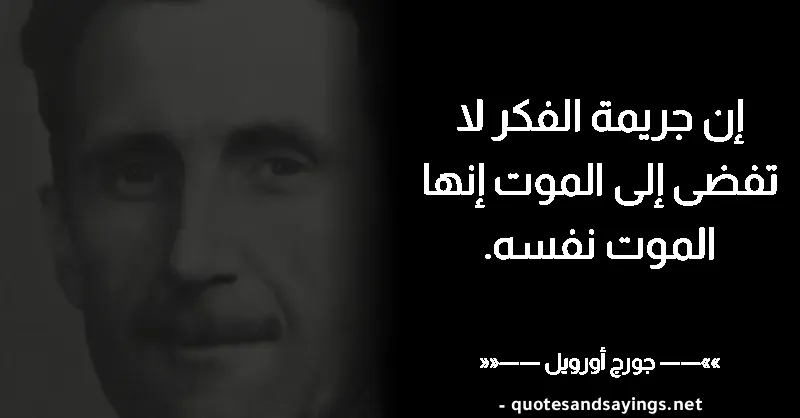 إن جريمة الفكر لا
تفضى إلى الموت إنها
الموت نفسه.
»—— جورج أورويل ——««
- quotesandsayings.net